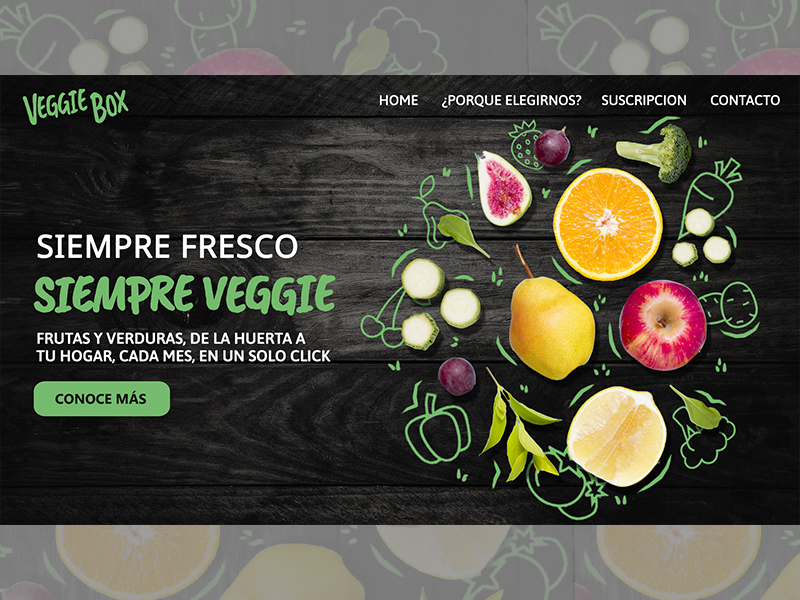 VEGGIE BOX
HOME ¿PORQUE ELEGIRNOS? SUSCRIPCION CONTACTO
SIEMPRE FRESCO
SIEMPRE VEGGIE
FRUTAS Y VERDURAS, DE LA HUERTA A
TU HOGAR, CADA MES, EN UN SOLO CLICK
CONOCE MÁS